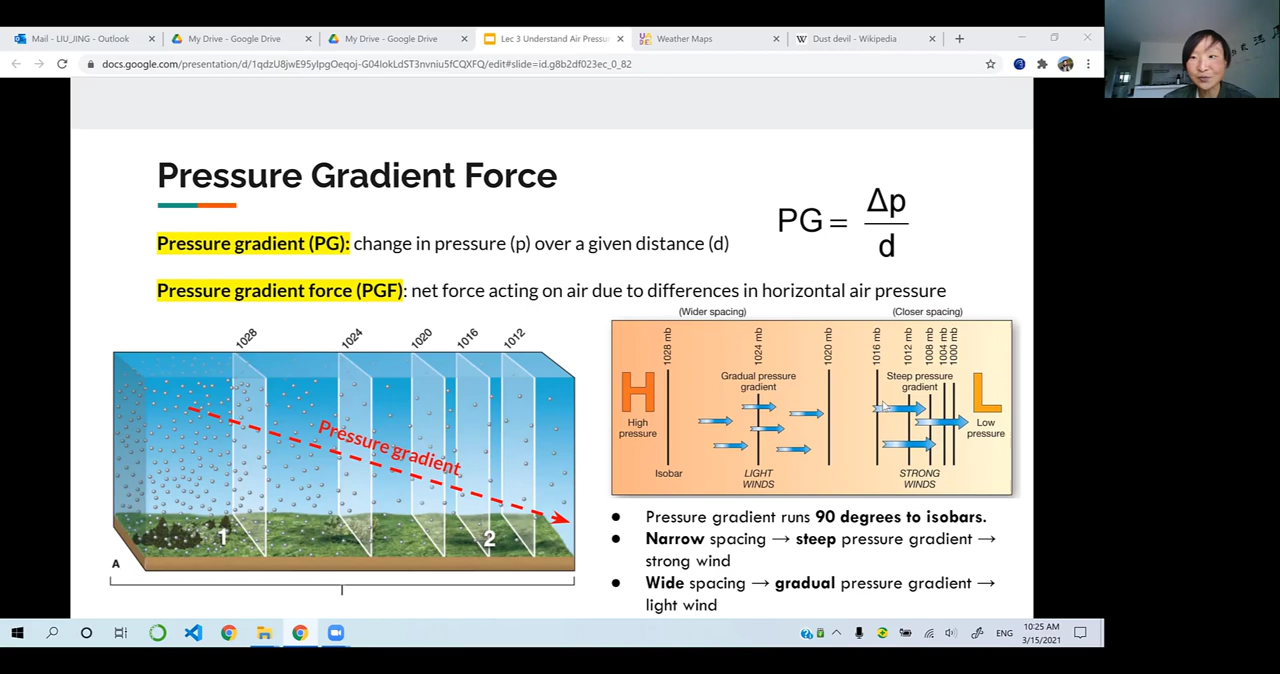 Mail - LIU_JING - Outlook
My Drive - Google Drive
My Drive - Google Drive
Lec 3 Understand Air Pressur
Weather Maps
Dust devil - Wikipedia
docs.google.com/presentation/d/1qdzU8jwE95ylpgOeqoj-G04lokLdST3nvniu5fCQXFQ/edit#slide=id.g8b2df023ec_0_82
Pressure Gradient Force
PG = Δp
d
Pressure gradient (PG): change in pressure (p) over a given distance (d)
Pressure gradient force (PGF): net force acting on air due to differences in horizontal air pressure
1028
1024
1020
1016
1012
Pressure gradient
1
2
A
(Wider spacing)
(Closer spacing)
1028 mb
1024 mb
1020 mb
1016 mb
1012 mb
1008 mb
1004 mb
1000 mb
Gradual pressure
gradient
Steep pressure
gradient
H
High
pressure
L
Low
pressure
Isobar
LIGHT
WINDS
STRONG
WINDS
● Pressure gradient runs 90 degrees to isobars.
● Narrow spacing → steep pressure gradient →
strong wind
● Wide spacing → gradual pressure gradient →
light wind
ENG
10:25 AM
3/15/2021